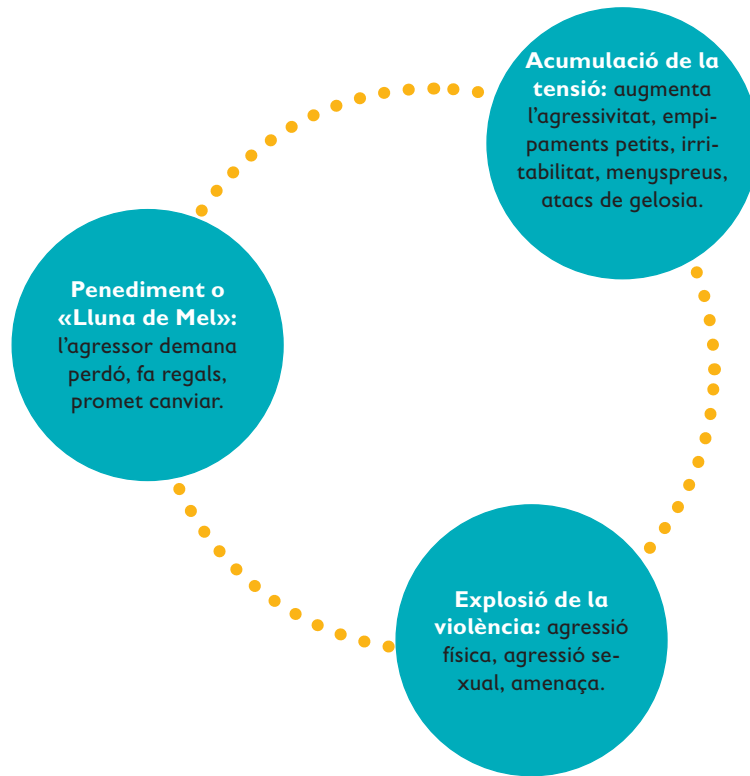 Acumulació de la
tensió: augmenta
l'agressivitat, empi-
paments petits, irri-
tabilitat, menyspreus,
atacs de gelosia.
Penediment o
«Lluna de Mel»:
l'agressor demana
perdó, fa regals,
promet canviar.
Explosió de la
violència: agressió
física, agressió se-
xual, amenaça.